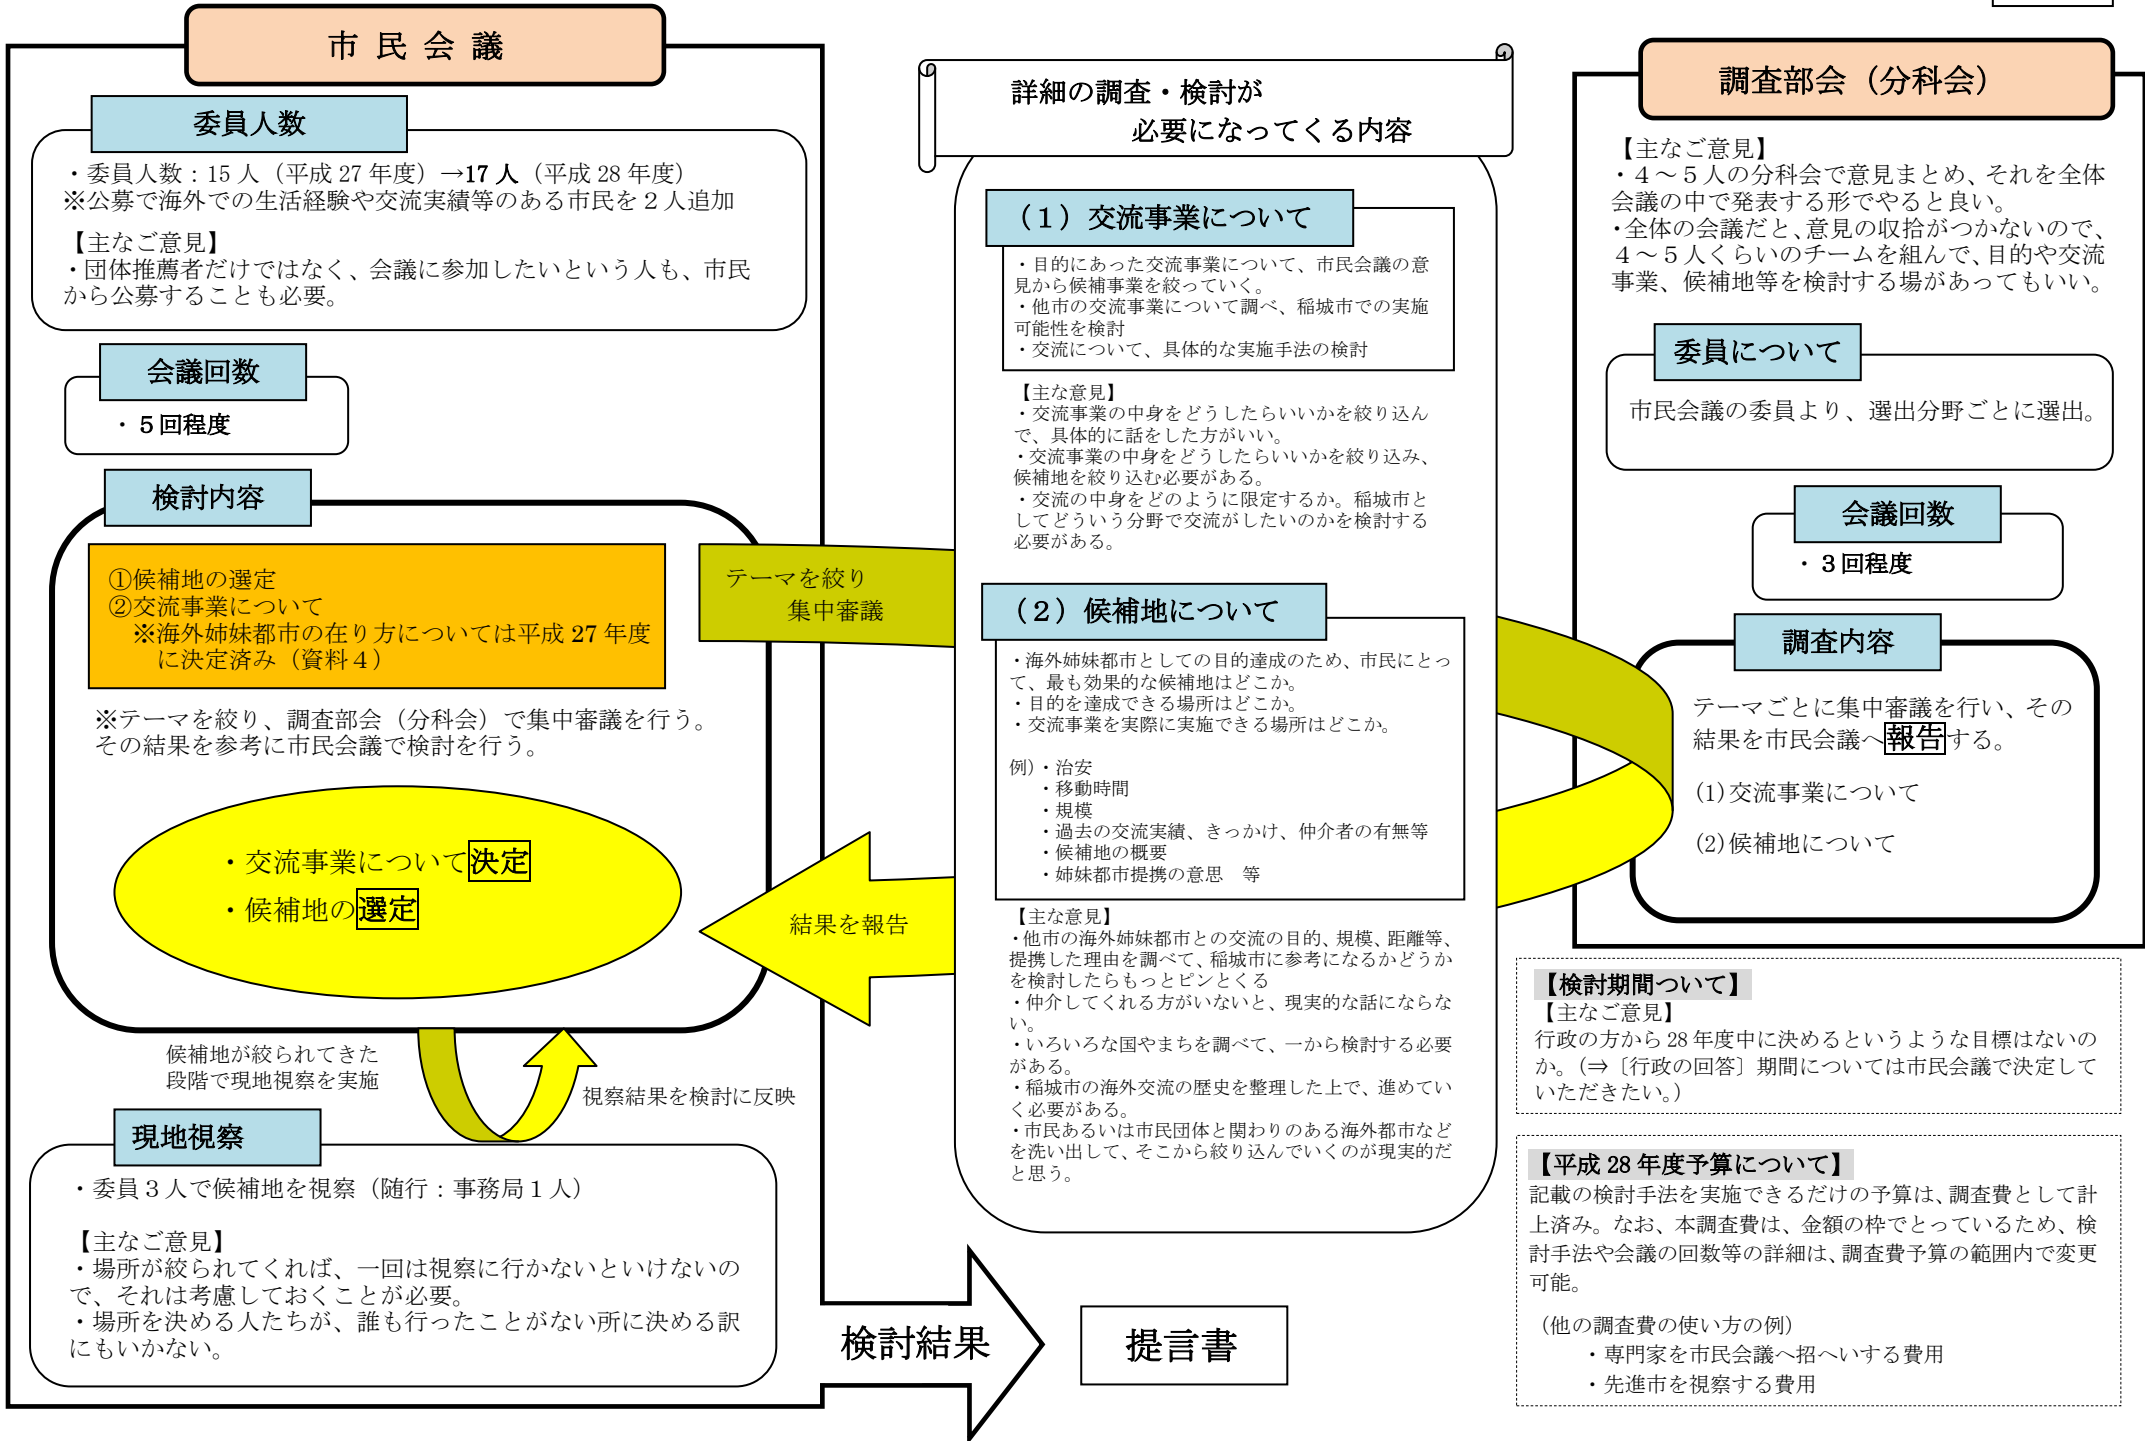 市 民 会 議
委員人数
・委員人数：15 人（平成 27 年度）→17 人（平成 28 年度）
※公募で海外での生活経験や交流実績等のある市民を２人追加
【主なご意見】
・団体推薦者だけではなく、会議に参加したいという人も、市民
から公募することも必要。
会議回数
・５回程度
検討内容
①候補地の選定
②交流事業について
※海外姉妹都市の在り方については平成 27 年度
に決定済み（資料４）
※テーマを絞り、調査部会（分科会）で集中審議を行う。
その結果を参考に市民会議で検討を行う。
・交流事業について決定
・候補地の選定
テーマを絞り
集中審議
結果を報告
候補地が絞られてきた
段階で現地視察を実施
視察結果を検討に反映
現地視察
・委員３人で候補地を視察（随行：事務局１人）
【主なご意見】
・場所が絞られてくれば、一回は視察に行かないといけないの
で、それは考慮しておくことが必要。
・場所を決める人たちが、誰も行ったことがない所に決める訳
にもいかない。
検討結果
提言書
詳細の調査・検討が
必要になってくる内容
（１）交流事業について
・目的にあった交流事業について、市民会議の意
見から候補事業を絞っていく。
・他市の交流事業について調べ、稲城市での実施
可能性を検討
・交流について、具体的な実施手法の検討
【主な意見】
・交流事業の中身をどうしたらいいかを絞り込ん
で、具体的に話をした方がいい。
・交流事業の中身をどうしたらいいかを絞り込み、
候補地を絞り込む必要がある。
・交流の中身をどのように限定するか。稲城市と
してどういう分野で交流がしたいのかを検討する
必要がある。
（２）候補地について
・海外姉妹都市としての目的達成のため、市民にとっ
て、最も効果的な候補地はどこか。
・目的を達成できる場所はどこか。
・交流事業を実際に実施できる場所はどこか。
例）・治安
・移動時間
・規模
・過去の交流実績、きっかけ、仲介者の有無等
・候補地の概要
・姉妹都市提携の意思　等
【主な意見】
・他市の海外姉妹都市との交流の目的、規模、距離等、
提携した理由を調べて、稲城市に参考になるかどうか
を検討したらもっとピンとくる
・仲介してくれる方がいないと、現実的な話にならな
い。
・いろいろな国やまちを調べて、一から検討する必要
がある。
・稲城市の海外交流の歴史を整理した上で、進めてい
く必要がある。
・市民あるいは市民団体と関わりのある海外都市など
を洗い出して、そこから絞り込んでいくのが現実的だ
と思う。
調査部会（分科会）
【主なご意見】
・４～５人の分科会で意見まとめ、それを全体
会議の中で発表する形でやると良い。
・全体の会議だと、意見の収拾がつかないので、
４～５人くらいのチームを組んで、目的や交流
事業、候補地等を検討する場があってもいい。
委員について
市民会議の委員より、選出分野ごとに選出。
会議回数
・３回程度
調査内容
テーマごとに集中審議を行い、その
結果を市民会議へ報告する。
(1)交流事業について
(2)候補地について
【検討期間ついて】
【主なご意見】
行政の方から 28 年度中に決めるというような目標はないの
か。（⇒〔行政の回答〕期間については市民会議で決定して
いただきたい。）
【平成 28 年度予算について】
記載の検討手法を実施できるだけの予算は、調査費として計
上済み。なお、本調査費は、金額の枠でとっているため、検
討手法や会議の回数等の詳細は、調査費予算の範囲内で変更
可能。
（他の調査費の使い方の例）
・専門家を市民会議へ招へいする費用
・先進市を視察する費用